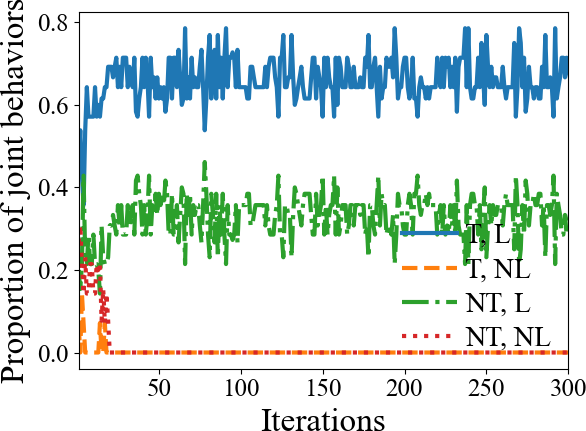 Proportion of joint behaviors
0.8
0.6
0.4
0.2
0.0
T, L
T, NL
NT, L
NT, NL
50 100 150 200 250 300
Iterations